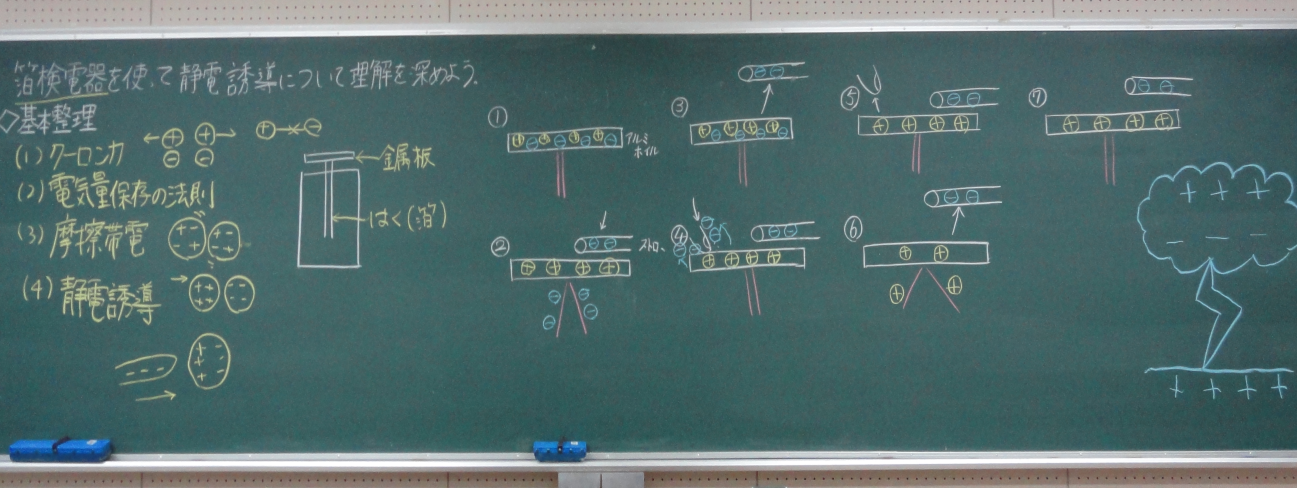 箔検電器を使って静電誘導について理解を深めよう.
◇基本整理
(1) クーロン力
(2) 電気量保存の法則
(3) 摩擦帯電
(4) 静電誘導
金属板
はく(箔)
①
アルミ
ホイル
②
ストロー
③
④
⑤
⑥
⑦